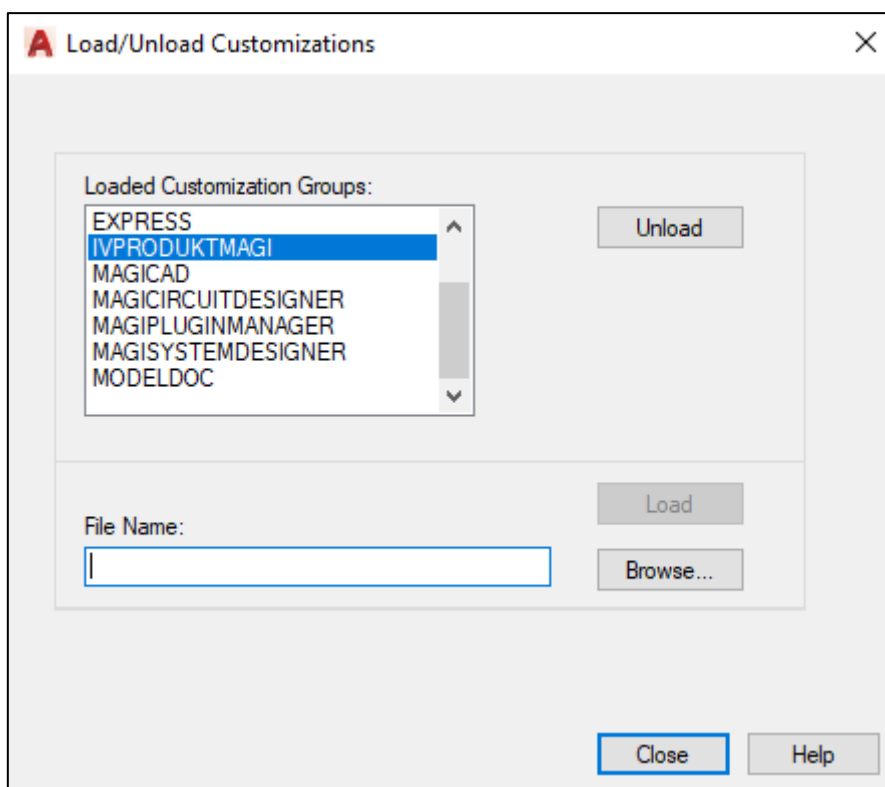 Load/Unload Customizations
Loaded Customization Groups:
EXPRESS
IVPRODUKTMAGI
MAGICAD
MAGICIRCUITDESIGNER
MAGIPLUGINMANAGER
MAGISYSTEMDESIGNER
MODELDOC
Unload
Load
File Name:
Browse...
Close
Help